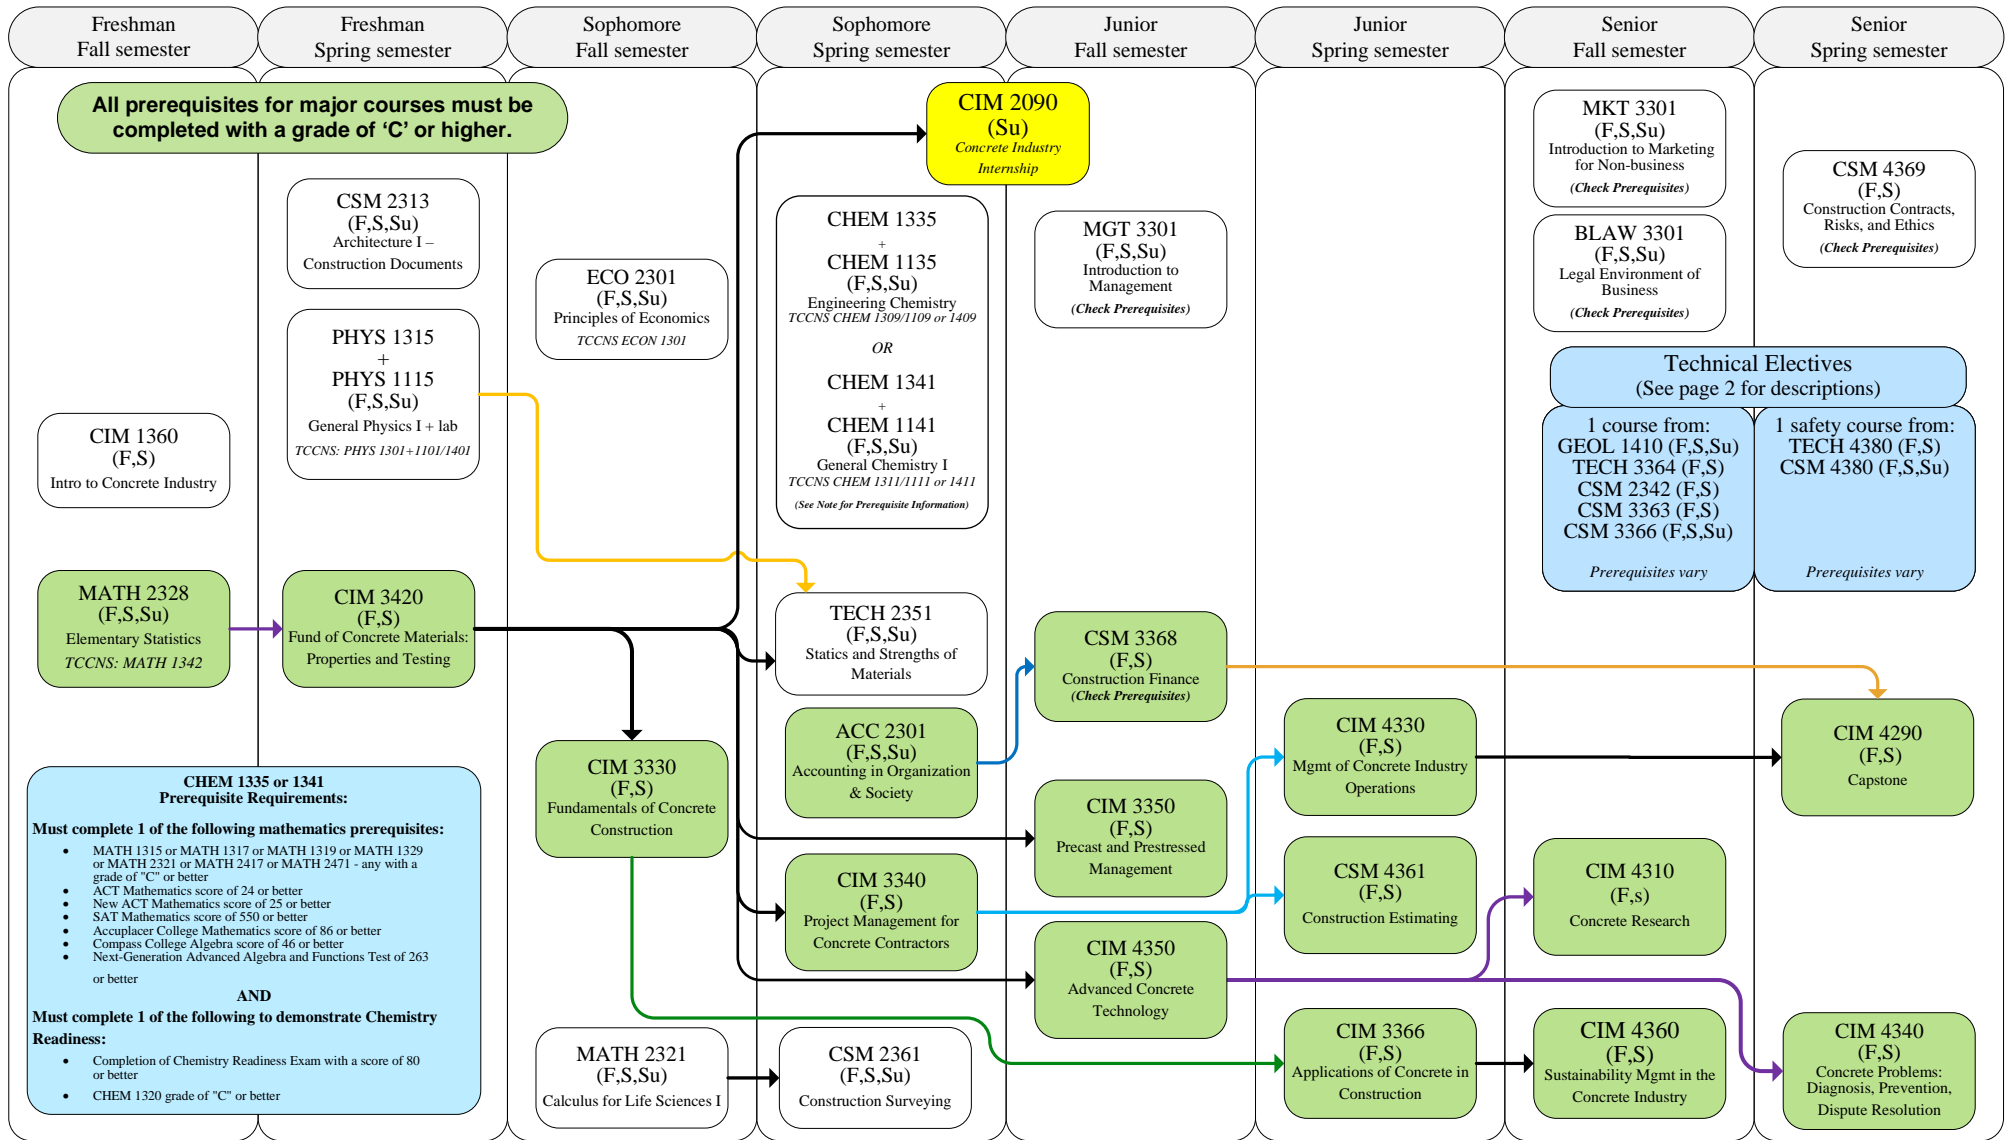 Freshman
Fall semester
Freshman
Spring semester
Sophomore
Fall semester
Sophomore
Spring semester
Junior
Fall semester
Junior
Spring semester
Senior
Fall semester
Senior
Spring semester
All prerequisites for major courses must be
completed with a grade of ‘C’ or higher.
CIM 1360
(F,S)
Intro to Concrete Industry
MATH 2328
(F,S,Su)
Elementary Statistics
TCCNS: MATH 1342
CHEM 1335 or 1341
Prerequisite Requirements:
Must complete 1 of the following mathematics prerequisites:
• MATH 1315 or MATH 1317 or MATH 1319 or MATH 1329
or MATH 2321 or MATH 2417 or MATH 2471 - any with a
grade of "C" or better
• ACT Mathematics score of 24 or better
• New ACT Mathematics score of 25 or better
• SAT Mathematics score of 550 or better
• Accuplacer College Mathematics score of 86 or better
• Compass College Algebra score of 46 or better
• Next-Generation Advanced Algebra and Functions Test of 263
or better
AND
Must complete 1 of the following to demonstrate Chemistry
Readiness:
• Completion of Chemistry Readiness Exam with a score of 80
or better
• CHEM 1320 grade of "C" or better
CSM 2313
(F,S,Su)
Architecture I –
Construction Documents
PHYS 1315
+
PHYS 1115
(F,S,Su)
General Physics I + lab
TCCNS: PHYS 1301+1101/1401
CIM 3420
(F,S)
Fund of Concrete Materials:
Properties and Testing
ECO 2301
(F,S,Su)
Principles of Economics
TCCNS ECON 1301
CIM 3330
(F,S)
Fundamentals of Concrete
Construction
MATH 2321
(F,S,Su)
Calculus for Life Sciences I
CIM 2090
(Su)
Concrete Industry
Internship
CHEM 1335
+
CHEM 1135
(F,S,Su)
Engineering Chemistry
TCCNS CHEM 1309/1109 or 1409
OR
CHEM 1341
+
CHEM 1141
(F,S,Su)
General Chemistry I
TCCNS CHEM 1311/1111 or 1411
(See Note for Prerequisite Information)
TECH 2351
(F,S,Su)
Statics and Strengths of
Materials
ACC 2301
(F,S,Su)
Accounting in Organization
& Society
CIM 3340
(F,S)
Project Management for
Concrete Contractors
CSM 2361
(F,S,Su)
Construction Surveying
MGT 3301
(F,S,Su)
Introduction to
Management
(Check Prerequisites)
CSM 3368
(F,S)
Construction Finance
(Check Prerequisites)
CIM 3350
(F,S)
Precast and Prestressed
Management
CIM 4350
(F,S)
Advanced Concrete
Technology
CIM 4330
(F,S)
Mgmt of Concrete Industry
Operations
CSM 4361
(F,S)
Construction Estimating
CIM 3366
(F,S)
Applications of Concrete in
Construction
MKT 3301
(F,S,Su)
Introduction to Marketing
for Non-business
(Check Prerequisites)
BLAW 3301
(F,S,Su)
Legal Environment of
Business
(Check Prerequisites)
Technical Electives
(See page 2 for descriptions)
1 course from:
GEOL 1410 (F,S,Su)
TECH 3364 (F,S)
CSM 2342 (F,S)
CSM 3363 (F,S)
CSM 3366 (F,S,Su)
Prerequisites vary
1 safety course from:
TECH 4380 (F,S)
CSM 4380 (F,S,Su)
Prerequisites vary
CIM 4310
(F,s)
Concrete Research
CIM 4360
(F,S)
Sustainability Mgmt in the
Concrete Industry
CSM 4369
(F,S)
Construction Contracts,
Risks, and Ethics
(Check Prerequisites)
CIM 4290
(F,S)
Capstone
CIM 4340
(F,S)
Concrete Problems:
Diagnosis, Prevention,
Dispute Resolution